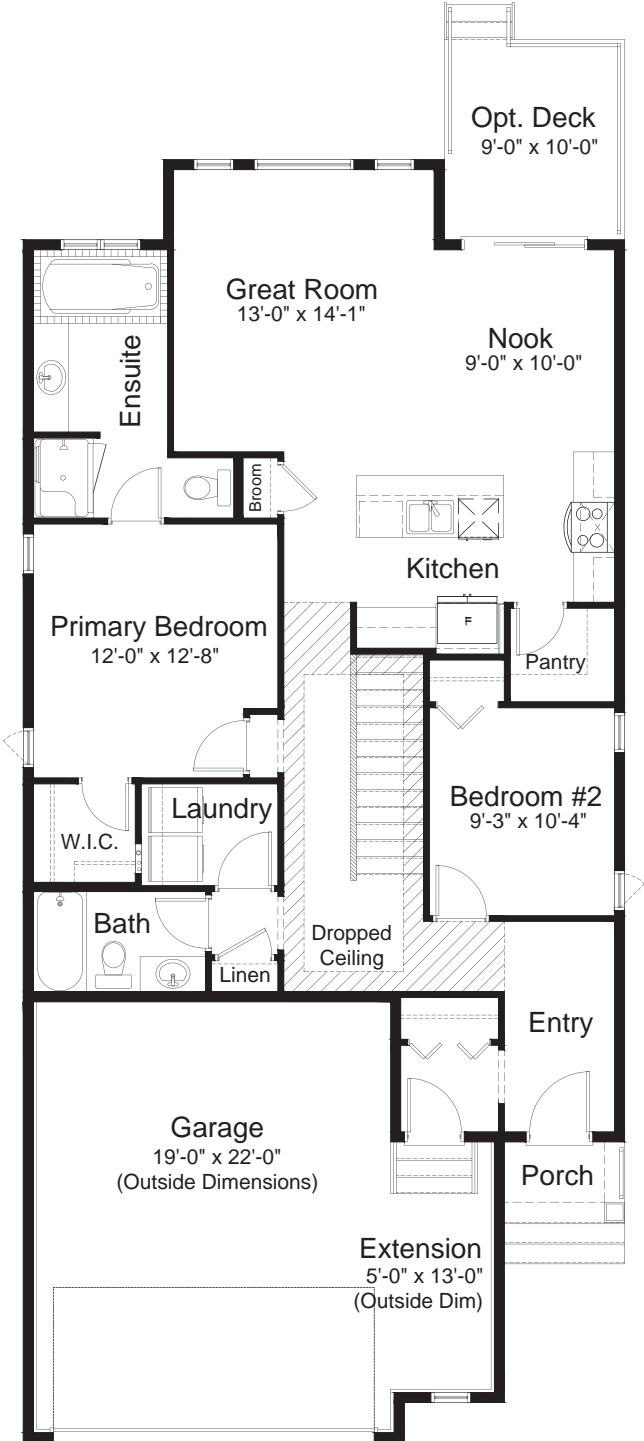 Opt. Deck
9'-0" x 10'-0"
Great Room
13'-0" x 14'-1"
Nook
9'-0" x 10'-0"
Ensuite
Broom
Kitchen
F
Primary Bedroom
12'-0" x 12'-8"
Pantry
Laundry
Bedroom #2
9'-3" x 10'-4"
W.I.C.
Bath
Dropped
Ceiling
Linen
Entry
Garage
19'-0" x 22'-0"
(Outside Dimensions)
Porch
Extension
5'-0" x 13'-0"
(Outside Dim)